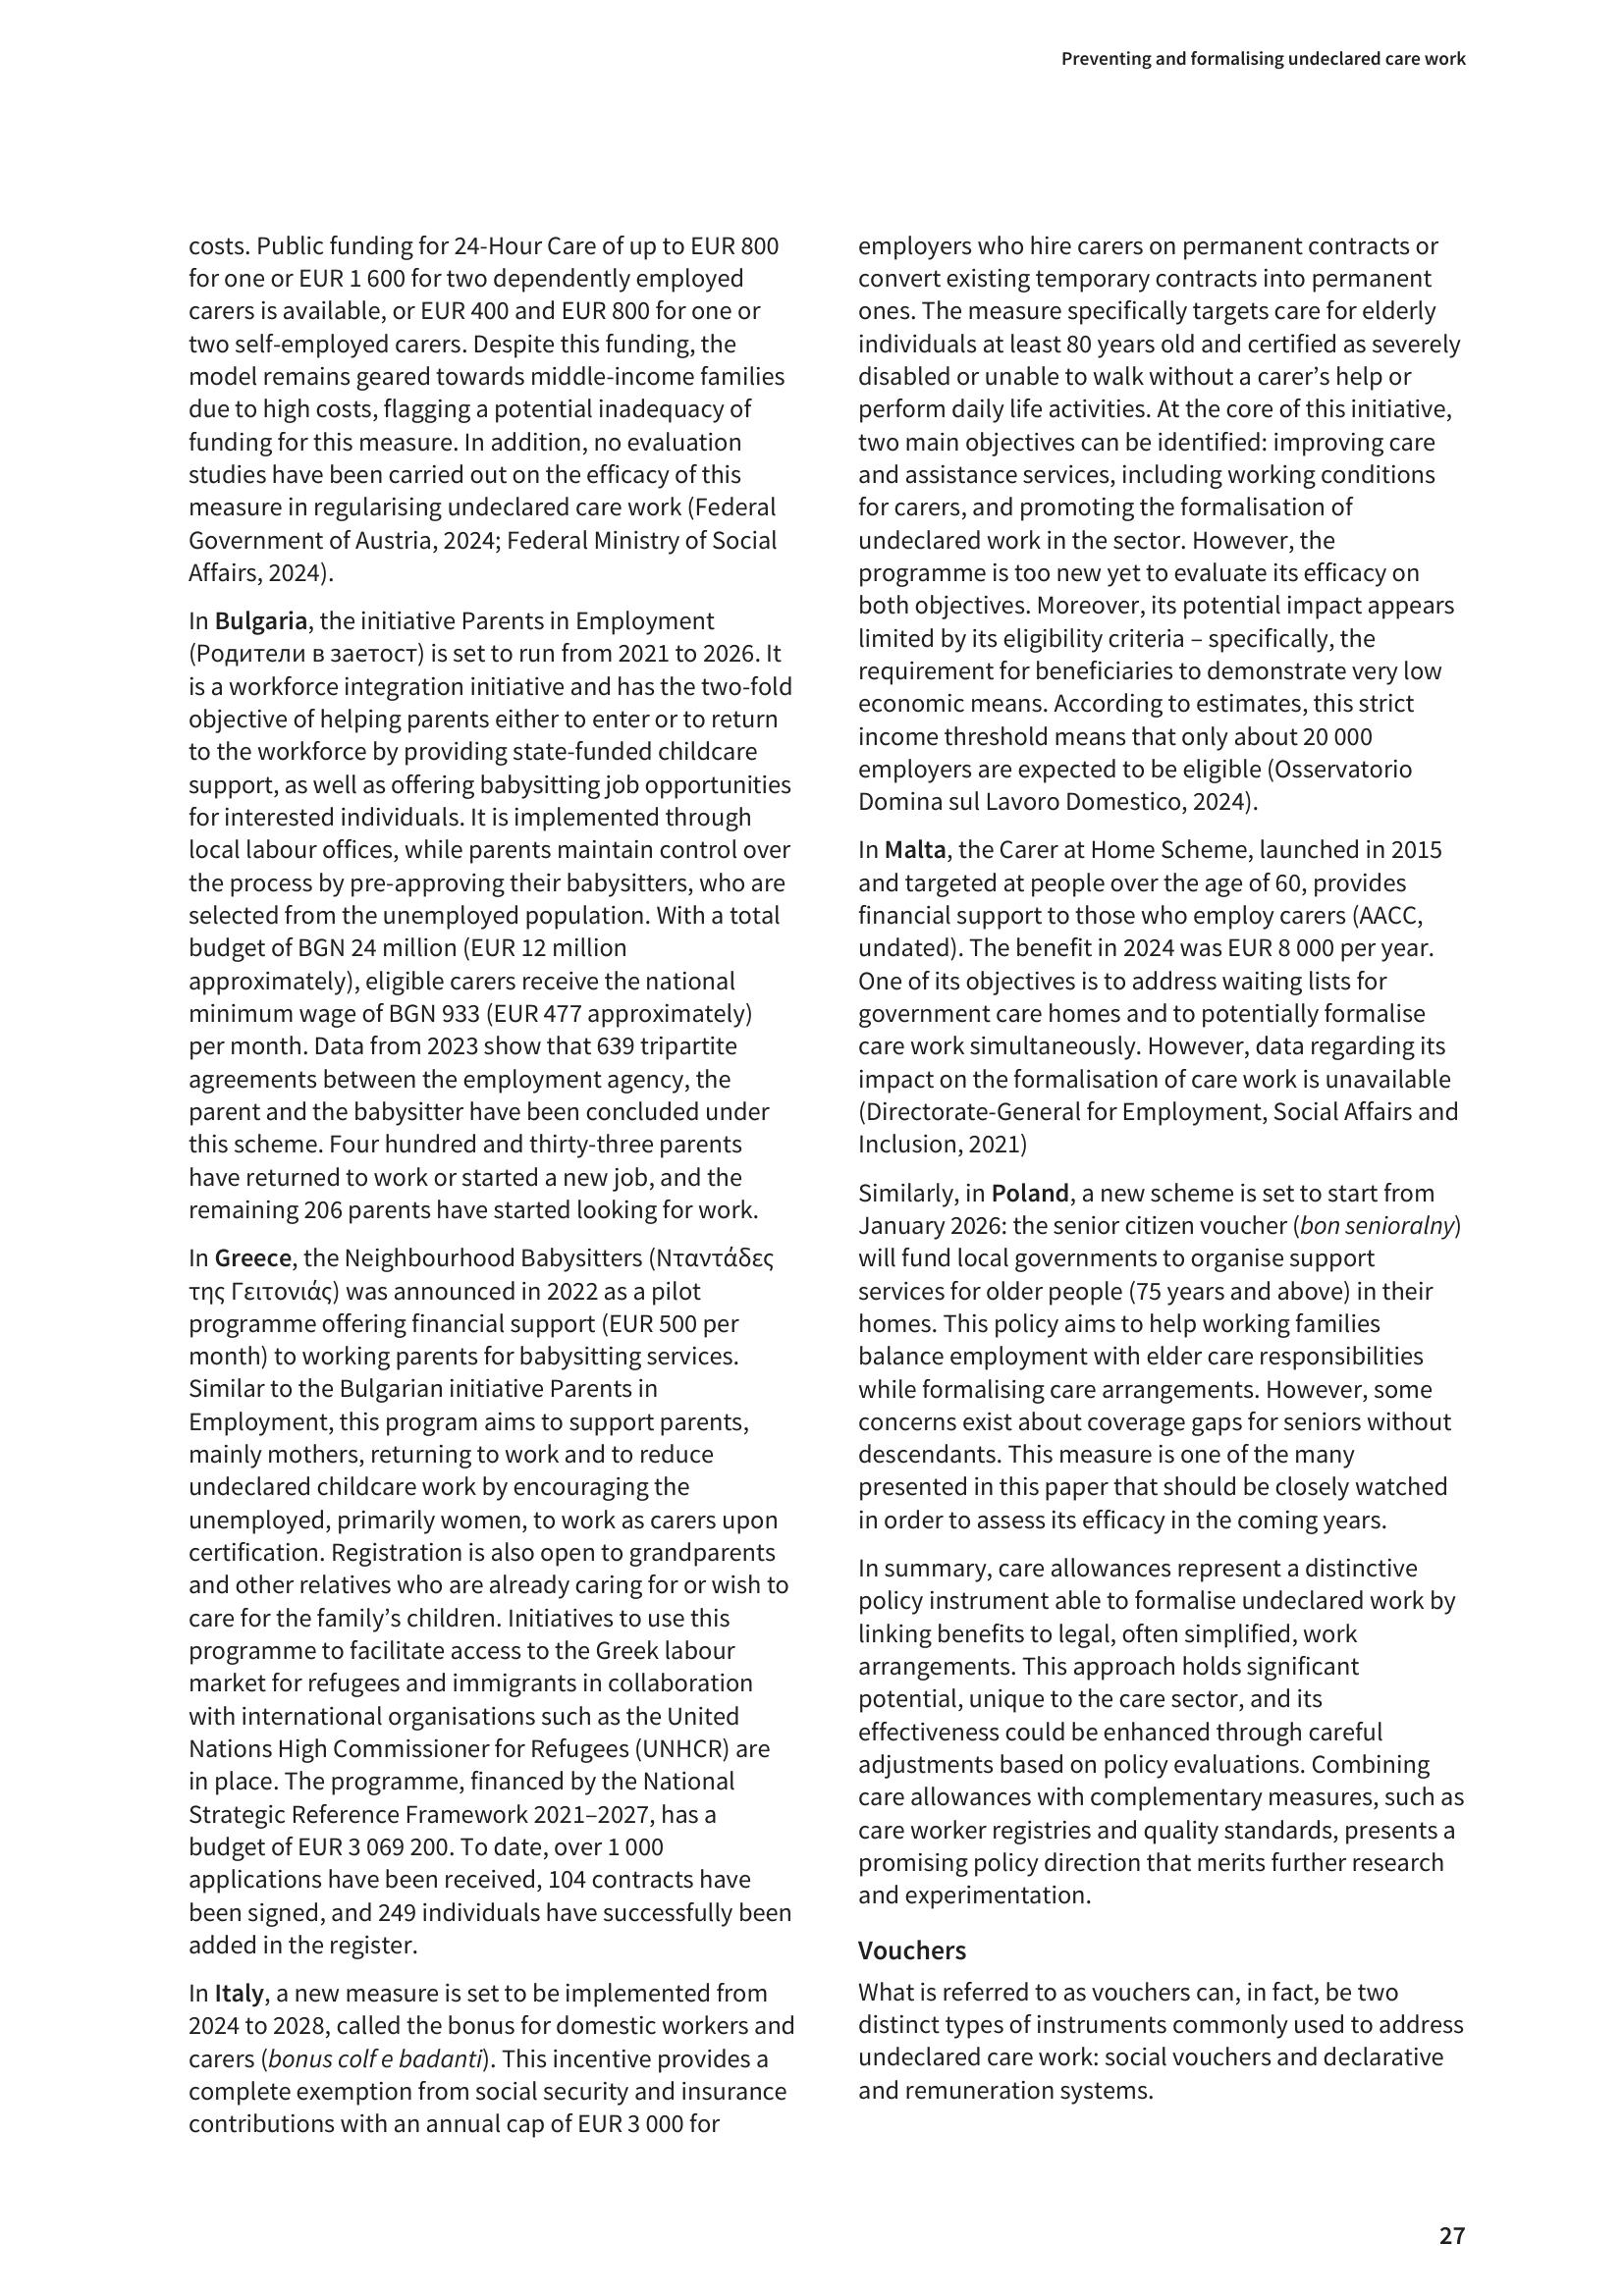 Preventing and formalising undeclared care work
costs. Public funding for 24-Hour Care of up to EUR 800
for one or EUR 1 600 for two dependently employed
carers is available, or EUR 400 and EUR 800 for one or
two self-employed carers. Despite this funding, the
model remains geared towards middle-income families
due to high costs, flagging a potential inadequacy of
funding for this measure. In addition, no evaluation
studies have been carried out on the efficacy of this
measure in regularising undeclared care work (Federal
Government of Austria, 2024; Federal Ministry of Social
Affairs, 2024).
In Bulgaria, the initiative Parents in Employment
(Родители в заетост) is set to run from 2021 to 2026. It
is a workforce integration initiative and has the two-fold
objective of helping parents either to enter or to return
to the workforce by providing state-funded childcare
support, as well as offering babysitting job opportunities
for interested individuals. It is implemented through
local labour offices, while parents maintain control over
the process by pre-approving their babysitters, who are
selected from the unemployed population. With a total
budget of BGN 24 million (EUR 12 million
approximately), eligible carers receive the national
minimum wage of BGN 933 (EUR 477 approximately)
per month. Data from 2023 show that 639 tripartite
agreements between the employment agency, the
parent and the babysitter have been concluded under
this scheme. Four hundred and thirty-three parents
have returned to work or started a new job, and the
remaining 206 parents have started looking for work.
In Greece, the Neighbourhood Babysitters (Νταντάδες
της Γειτονιάς) was announced in 2022 as a pilot
programme offering financial support (EUR 500 per
month) to working parents for babysitting services.
Similar to the Bulgarian initiative Parents in
Employment, this program aims to support parents,
mainly mothers, returning to work and to reduce
undeclared childcare work by encouraging the
unemployed, primarily women, to work as carers upon
certification. Registration is also open to grandparents
and other relatives who are already caring for or wish to
care for the family’s children. Initiatives to use this
programme to facilitate access to the Greek labour
market for refugees and immigrants in collaboration
with international organisations such as the United
Nations High Commissioner for Refugees (UNHCR) are
in place. The programme, financed by the National
Strategic Reference Framework 2021–2027, has a
budget of EUR 3 069 200. To date, over 1 000
applications have been received, 104 contracts have
been signed, and 249 individuals have successfully been
added in the register.
In Italy, a new measure is set to be implemented from
2024 to 2028, called the bonus for domestic workers and
carers (bonus colf e badanti). This incentive provides a
complete exemption from social security and insurance
contributions with an annual cap of EUR 3 000 for
employers who hire carers on permanent contracts or
convert existing temporary contracts into permanent
ones. The measure specifically targets care for elderly
individuals at least 80 years old and certified as severely
disabled or unable to walk without a carer’s help or
perform daily life activities. At the core of this initiative,
two main objectives can be identified: improving care
and assistance services, including working conditions
for carers, and promoting the formalisation of
undeclared work in the sector. However, the
programme is too new yet to evaluate its efficacy on
both objectives. Moreover, its potential impact appears
limited by its eligibility criteria – specifically, the
requirement for beneficiaries to demonstrate very low
economic means. According to estimates, this strict
income threshold means that only about 20 000
employers are expected to be eligible (Osservatorio
Domina sul Lavoro Domestico, 2024).
In Malta, the Carer at Home Scheme, launched in 2015
and targeted at people over the age of 60, provides
financial support to those who employ carers (AACC,
undated). The benefit in 2024 was EUR 8 000 per year.
One of its objectives is to address waiting lists for
government care homes and to potentially formalise
care work simultaneously. However, data regarding its
impact on the formalisation of care work is unavailable
(Directorate-General for Employment, Social Affairs and
Inclusion, 2021)
Similarly, in Poland, a new scheme is set to start from
January 2026: the senior citizen voucher (bon senioralny)
will fund local governments to organise support
services for older people (75 years and above) in their
homes. This policy aims to help working families
balance employment with elder care responsibilities
while formalising care arrangements. However, some
concerns exist about coverage gaps for seniors without
descendants. This measure is one of the many
presented in this paper that should be closely watched
in order to assess its efficacy in the coming years.
In summary, care allowances represent a distinctive
policy instrument able to formalise undeclared work by
linking benefits to legal, often simplified, work
arrangements. This approach holds significant
potential, unique to the care sector, and its
effectiveness could be enhanced through careful
adjustments based on policy evaluations. Combining
care allowances with complementary measures, such as
care worker registries and quality standards, presents a
promising policy direction that merits further research
and experimentation.
Vouchers
What is referred to as vouchers can, in fact, be two
distinct types of instruments commonly used to address
undeclared care work: social vouchers and declarative
and remuneration systems.
27